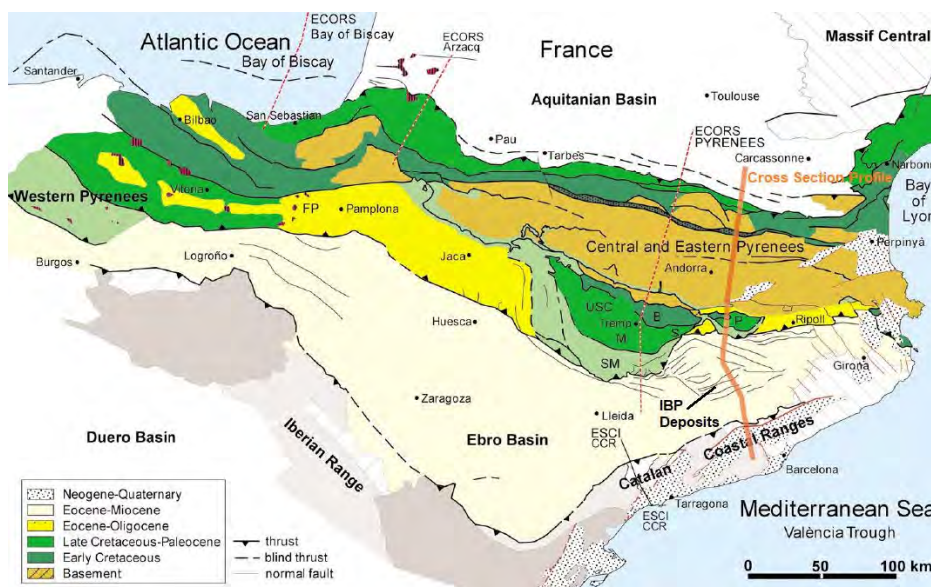 ECORS
Bay of Biscay
Atlantic Ocean
Bay of Biscay
ECORS
Arzacq
France
Massif Central
Santander
Aquitanian Basin
Toulouse
Bilbao
San Sebastian
Pau
Tarbes
ECORS
PYRENEES
Carcassonne
Narbonn
Cross Section Profile
Bay
of
Lyon
Western Pyrenees
Vitoria
FP
Pamplona
Perpinyá
Central and Eastern Pyrenees
Andorra
Burgos
Logroño
Jaca
USC
B
Tremp
M
S
P
Ripoll
Huesca
SM
Girona
IBP
Deposits
Zaragoza
Lleida
Duero Basin
Iberian Range
Ebro Basin
ESCI
CCR
Catalan
Coastal Ranges
Barcelona
Tarragona
ESCI
CCR
Mediterranean Sea
València Trough
Neogene-Quaternary
Eocene-Miocene
Eocene-Oligocene
Late Cretaceous-Paleocene
Early Cretaceous
Basement
thrust
blind thrust
normal fault
0 50 100 km